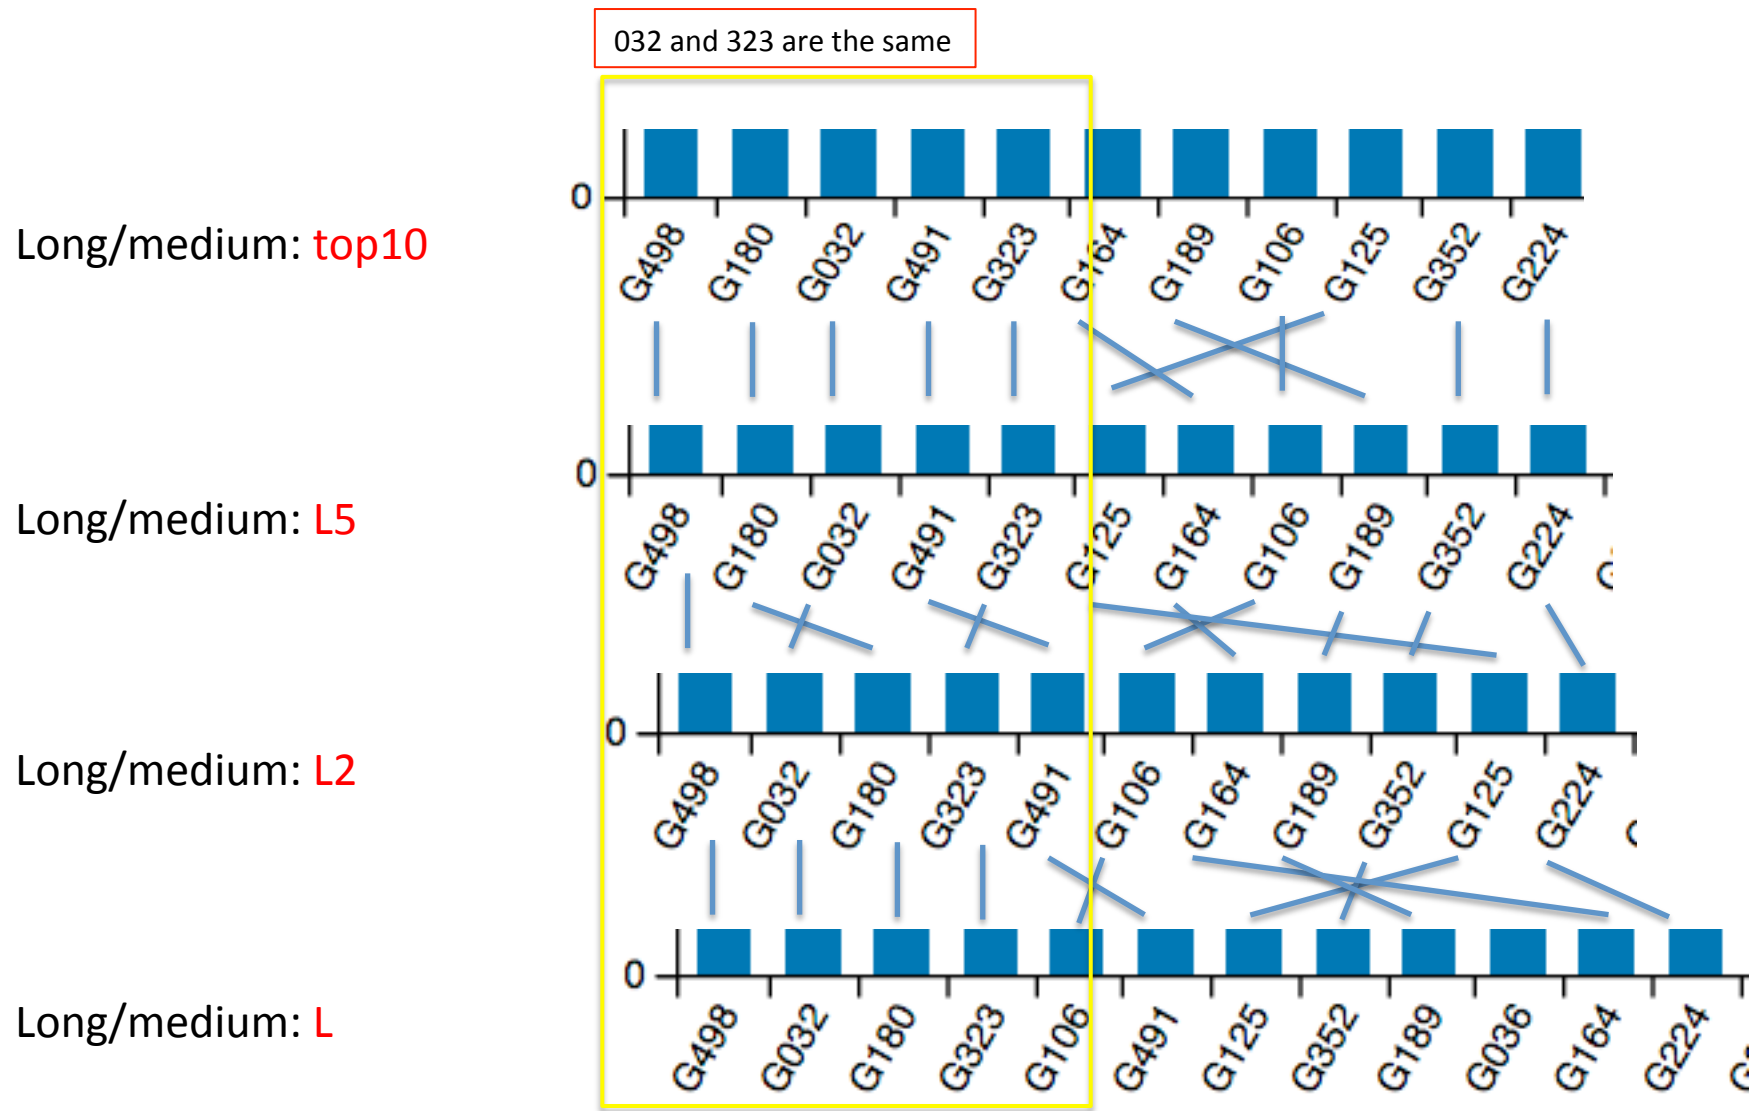 032 and 323 are the same
0
G498 G180 G032 G491 G323 G164 G189 G106 G125 G352 G224
Long/medium: top10
0
G498 G180 G032 G491 G323 G125 G164 G106 G189 G352 G224
Long/medium: L5
0
G498 G032 G180 G323 G491 G106 G164 G189 G352 G125 G224
Long/medium: L2
0
G498 G032 G180 G323 G106 G491 G125 G352 G189 G036 G164 G224
Long/medium: L